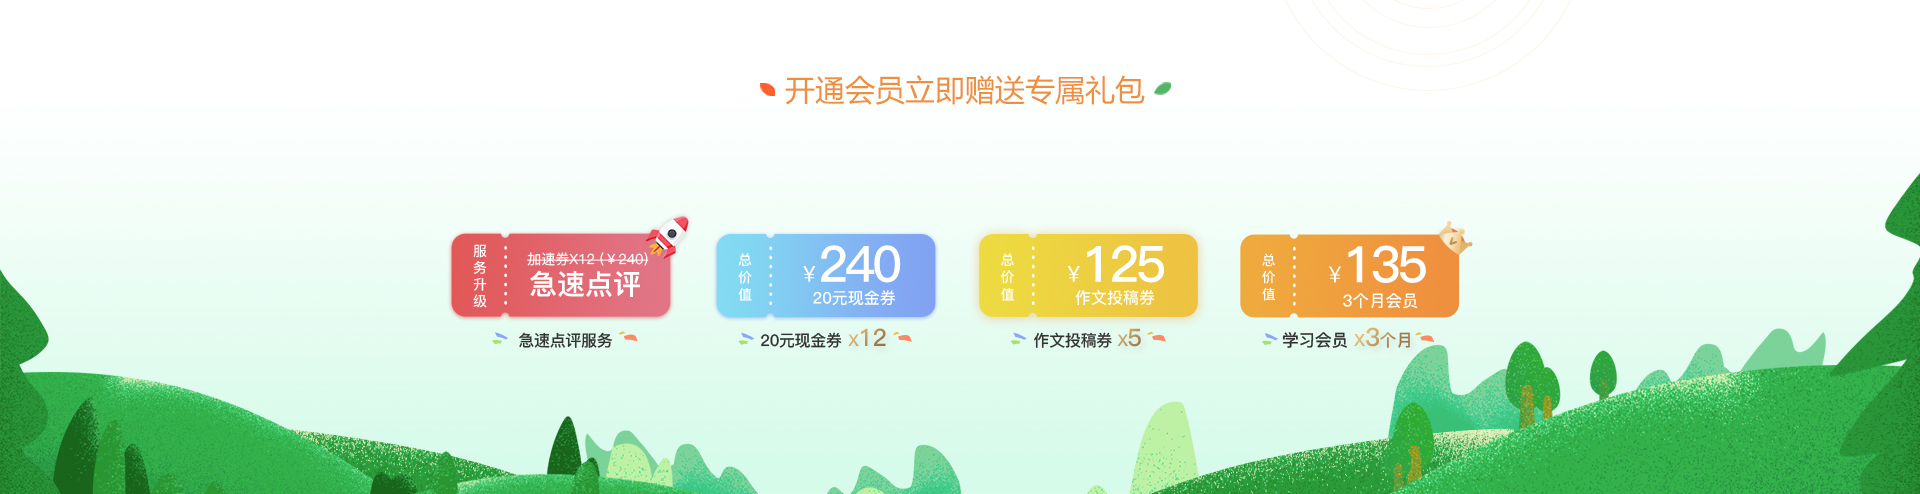 开通会员立即赠送专属礼包
服务升级
加速券X12 (￥240)
急速点评
急速点评服务
总价值
￥240
20元现金券
20元现金券 x12
总价值
￥125
作文投稿券
作文投稿券 x5
总价值
￥135
3个月会员
学习会员 x3个月